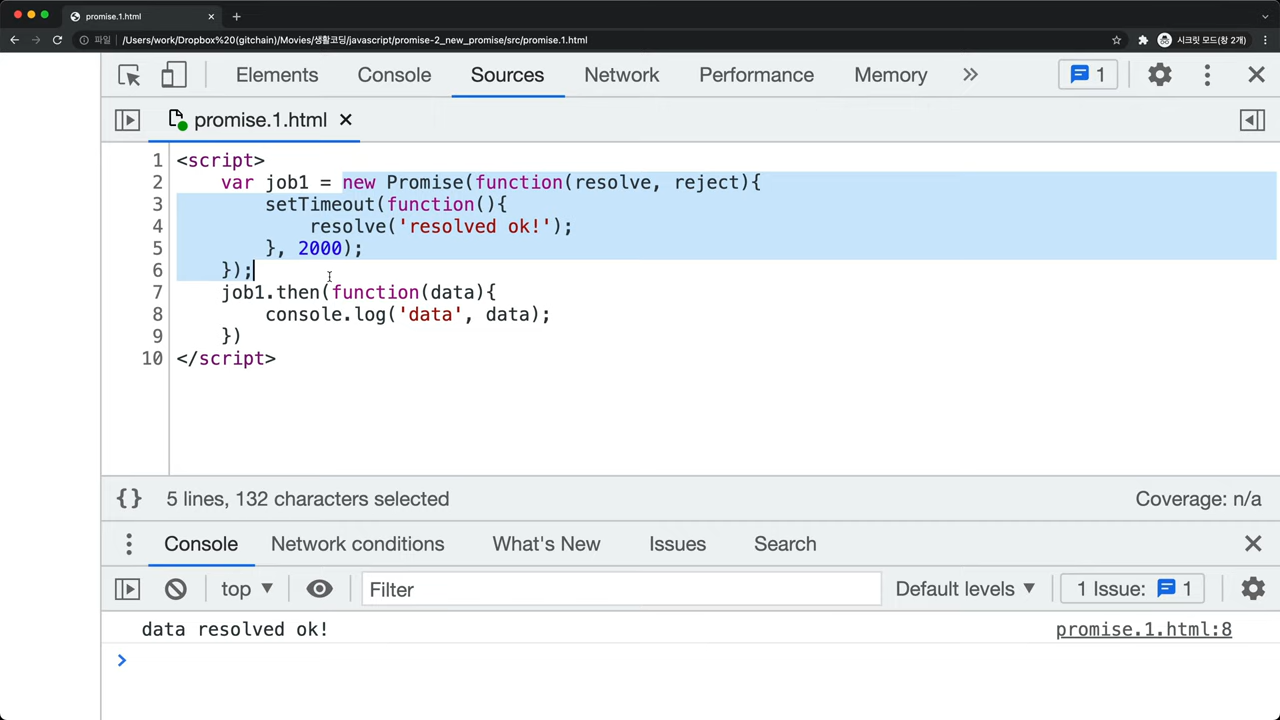 promise.1.html
파일 /Users/work/Dropbox%20(gitchain)/Movies/생활코딩/javascript/promise-2_new_promise/src/promise.1.html 시크릿 모드(창 2개)
Elements Console Sources Network Performance Memory 1
promise.1.html
1 <script>
2 var job1 = new Promise(function(resolve, reject){
3 setTimeout(function(){
4 resolve('resolved ok!');
5 }, 2000);
6 });
7 job1.then(function(data){
8 console.log('data', data);
9 })
10 </script>
{} 5 lines, 132 characters selected Coverage: n/a
Console Network conditions What's New Issues Search
top Filter Default levels 1 Issue: 1
data resolved ok! promise.1.html:8